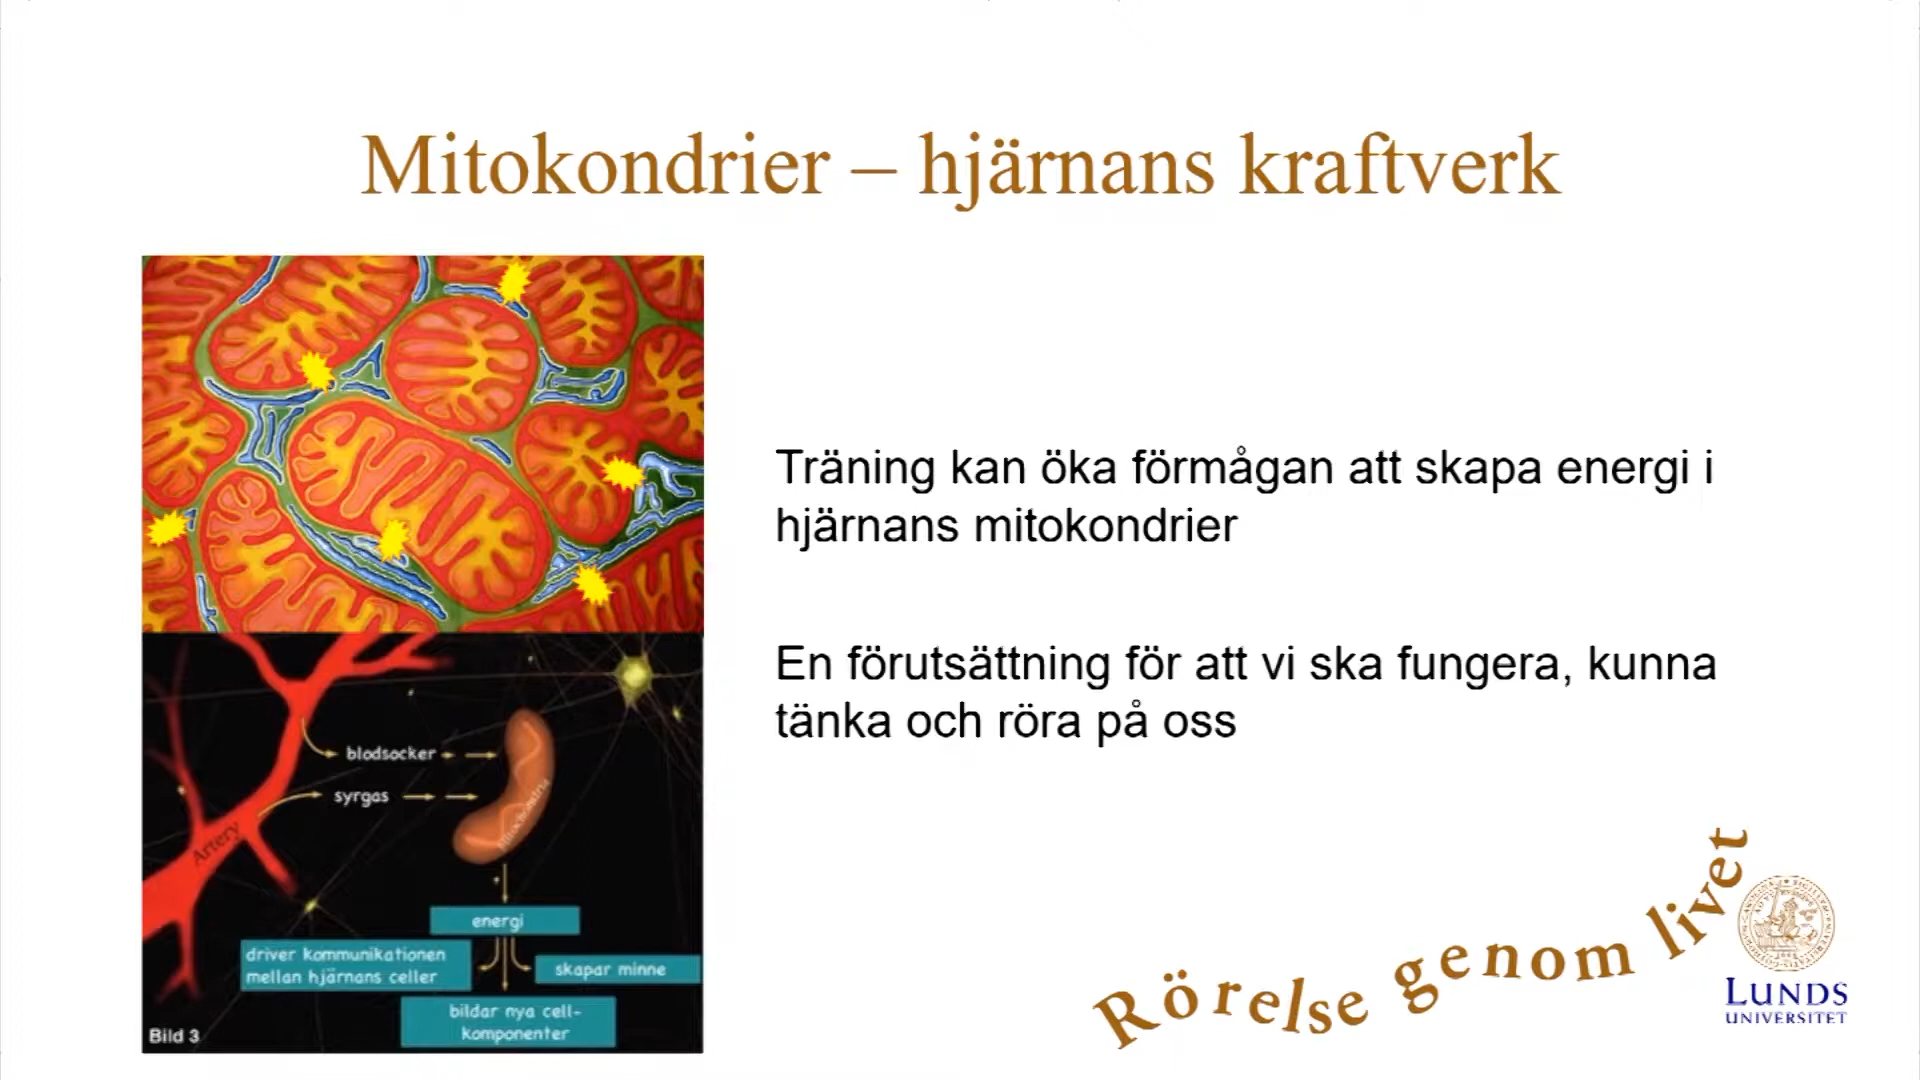 Mitokondrier – hjärnans kraftverk
Träning kan öka förmågan att skapa energi i
hjärnans mitokondrier
En förutsättning för att vi ska fungera, kunna
tänka och röra på oss
blodsocker
syrgas
Artery
Mitochondria
energi
driver kommunikationen
mellan hjärnans celler
skapar minne
bildar nya cell-
komponenter
Bild 3
Rörelse genom livet
LUNDS
UNIVERSITET